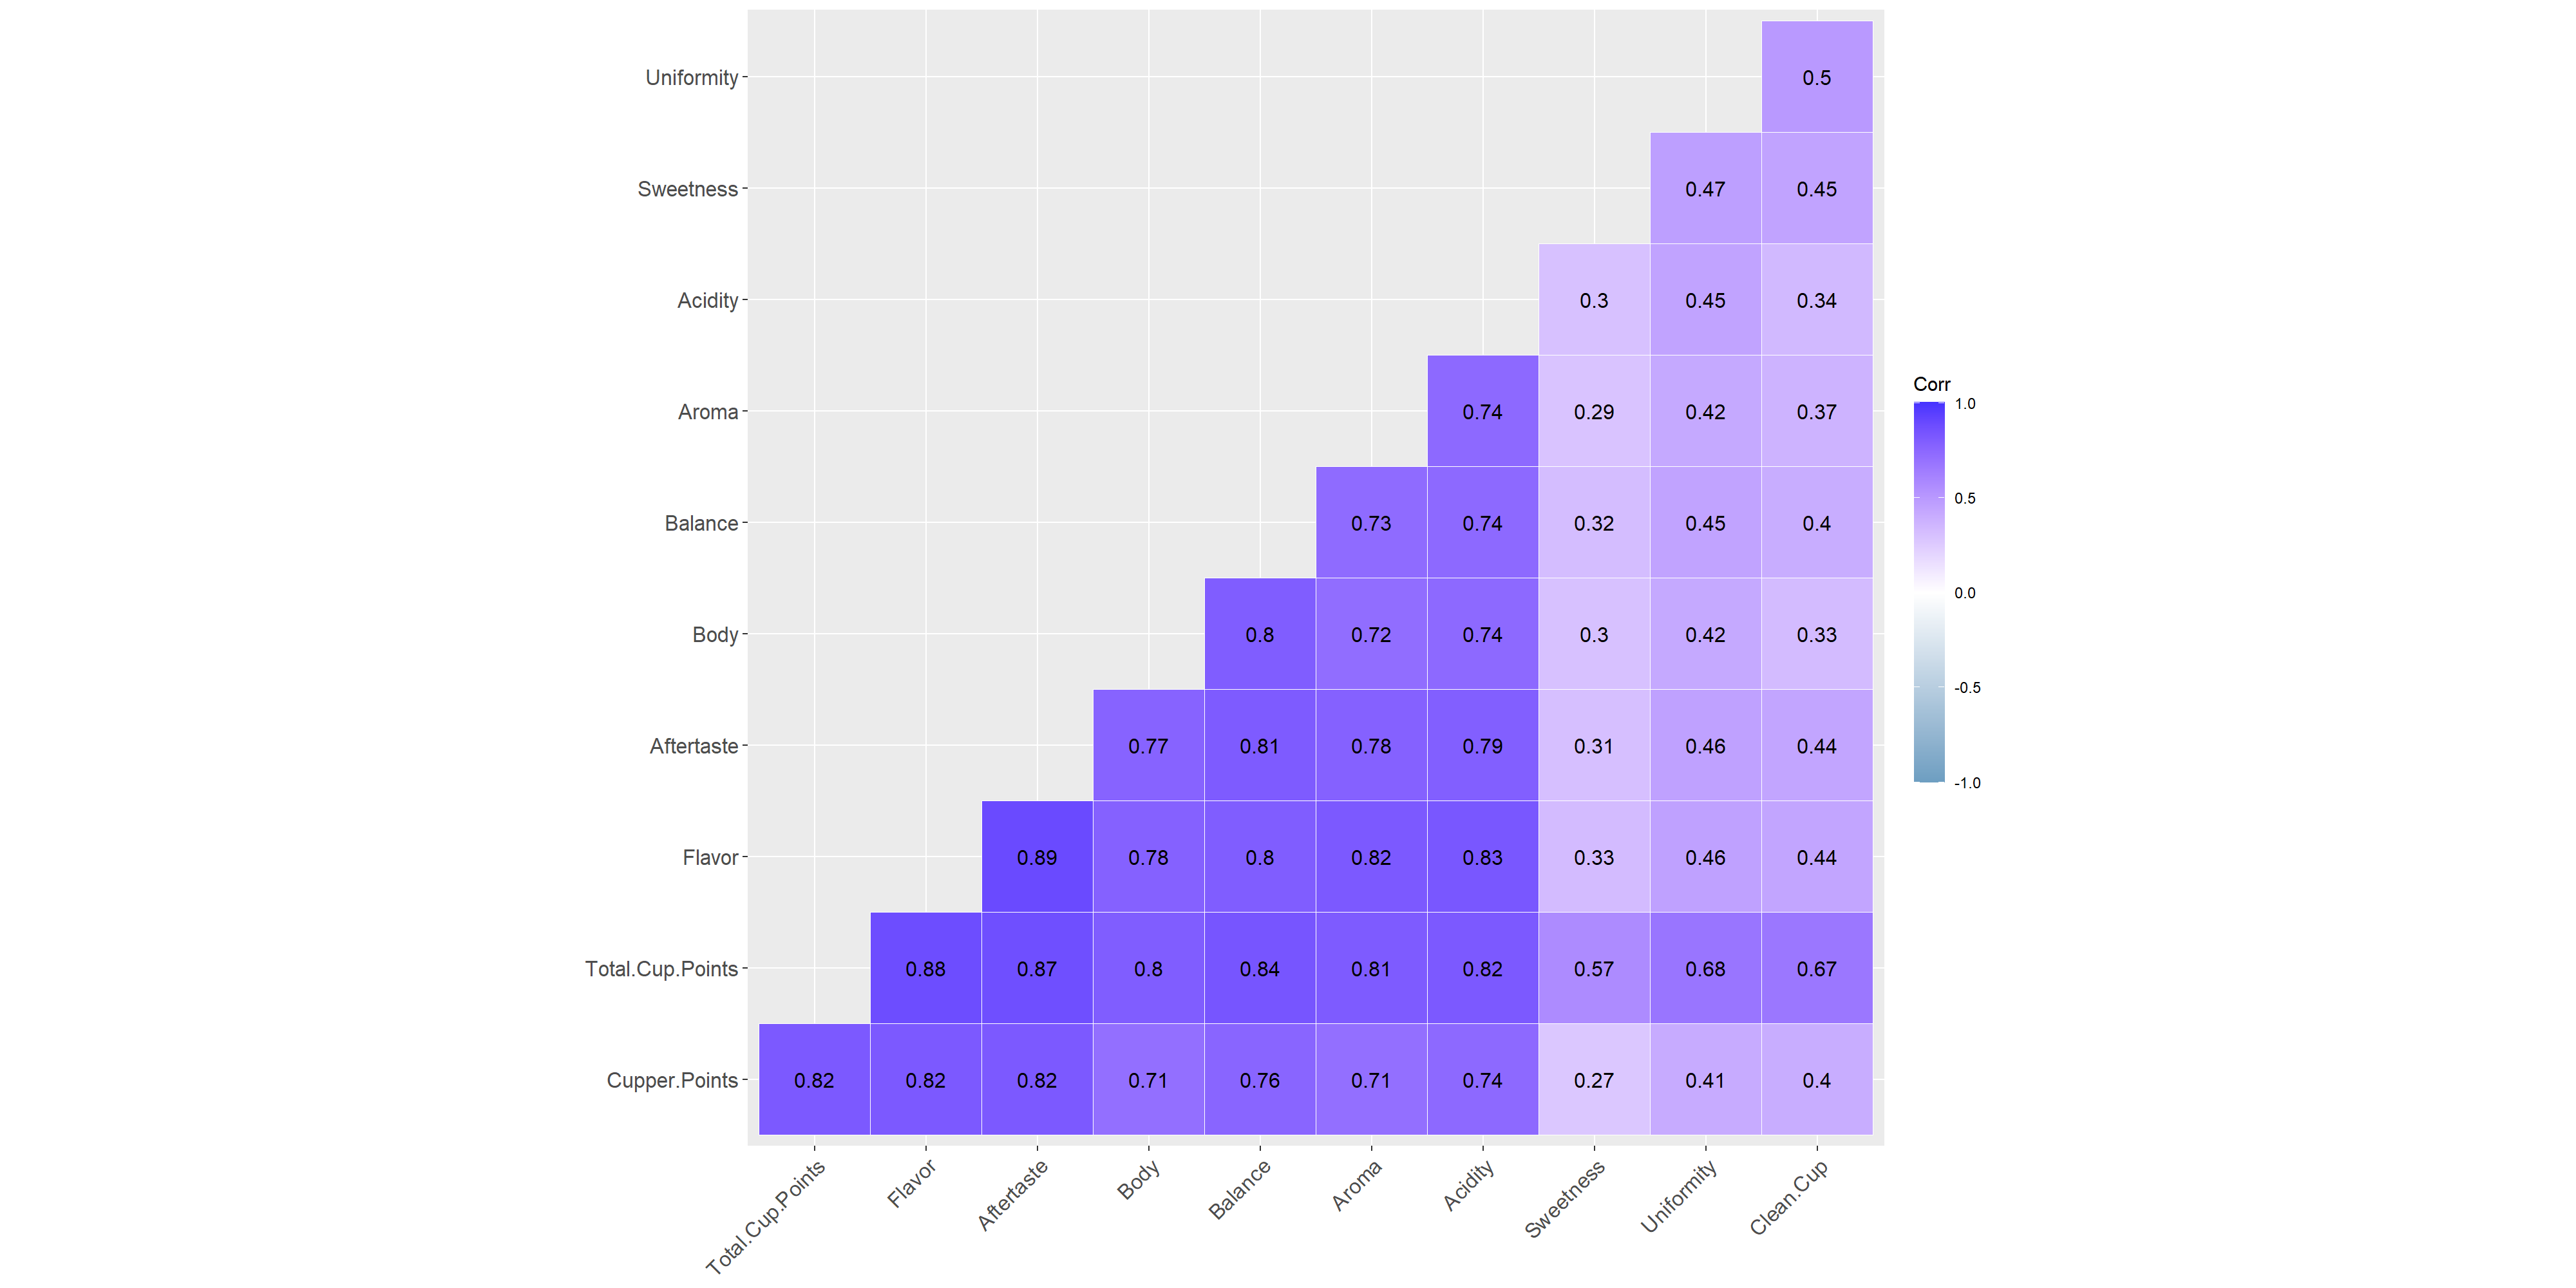 Uniformity 0.5
Sweetness 0.47 0.45
Acidity 0.3 0.45 0.34
Aroma 0.74 0.29 0.42 0.37
Balance 0.73 0.74 0.32 0.45 0.4
Body 0.8 0.72 0.74 0.3 0.42 0.33
Aftertaste 0.77 0.81 0.78 0.79 0.31 0.46 0.44
Flavor 0.89 0.78 0.8 0.82 0.83 0.33 0.46 0.44
Total.Cup.Points 0.88 0.87 0.8 0.84 0.81 0.82 0.57 0.68 0.67
Cupper.Points 0.82 0.82 0.82 0.71 0.76 0.71 0.74 0.27 0.41 0.4
Total.Cup.Points Flavor Aftertaste Body Balance Aroma Acidity Sweetness Uniformity Clean.Cup
Corr
1.0
0.5
0.0
-0.5
-1.0